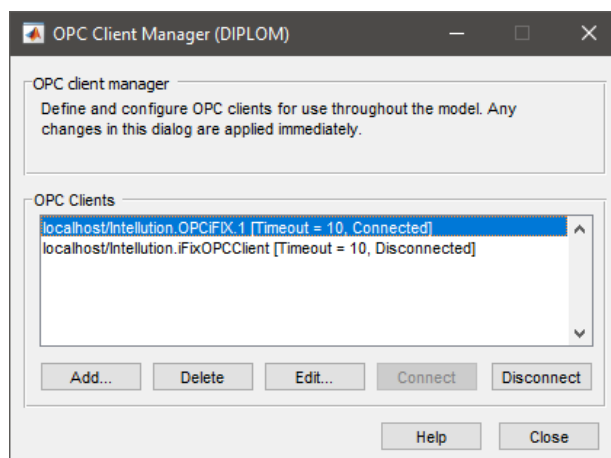 OPC Client Manager (DIPLOM)
OPC client manager
Define and configure OPC clients for use throughout the model. Any
changes in this dialog are applied immediately.
OPC Clients
localhost/Intellution.OPCiFIX.1 [Timeout = 10, Connected]
localhost/Intellution.iFixOPCClient [Timeout = 10, Disconnected]
Add... Delete Edit... Connect Disconnect
Help Close